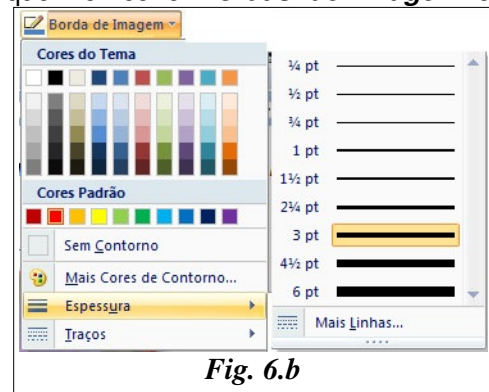 Borda de Imagem
Cores do Tema
Cores Padrão
Sem Contorno
Mais Cores de Contorno...
Espessura
Traços
¼ pt
½ pt
¾ pt
1 pt
1½ pt
2¼ pt
3 pt
4½ pt
6 pt
Mais Linhas...
Fig. 6.b